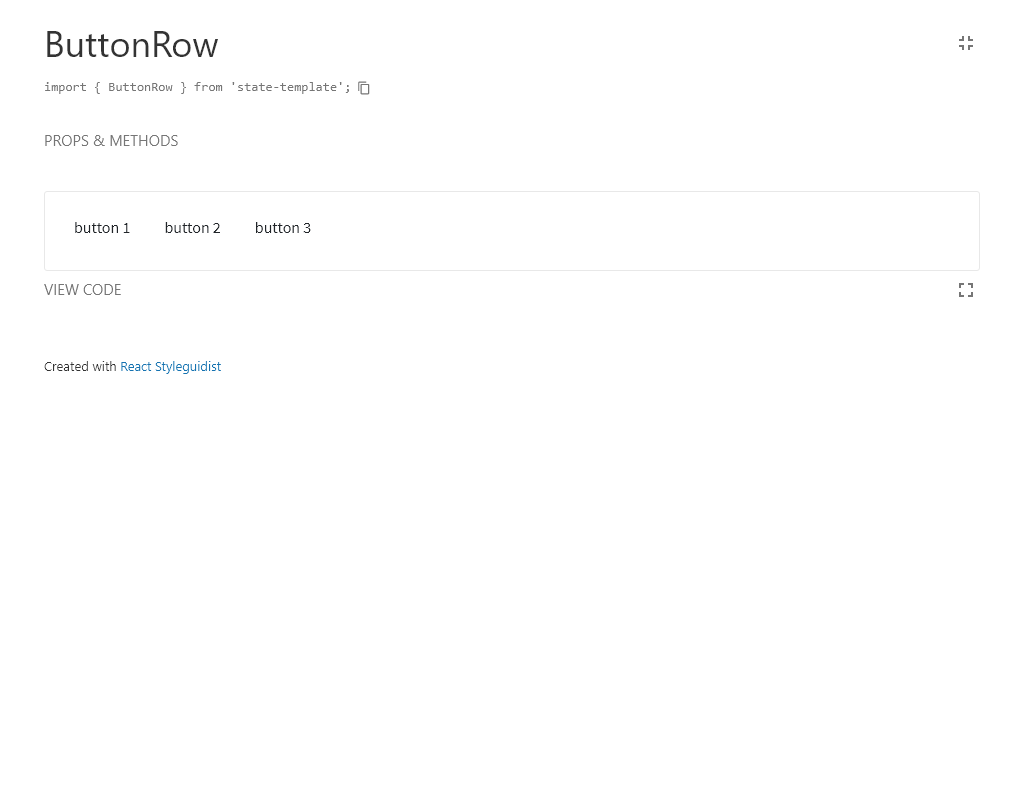 ButtonRow
import { ButtonRow } from 'state-template';
PROPS & METHODS
button 1 button 2 button 3
VIEW CODE
Created with React Styleguidist